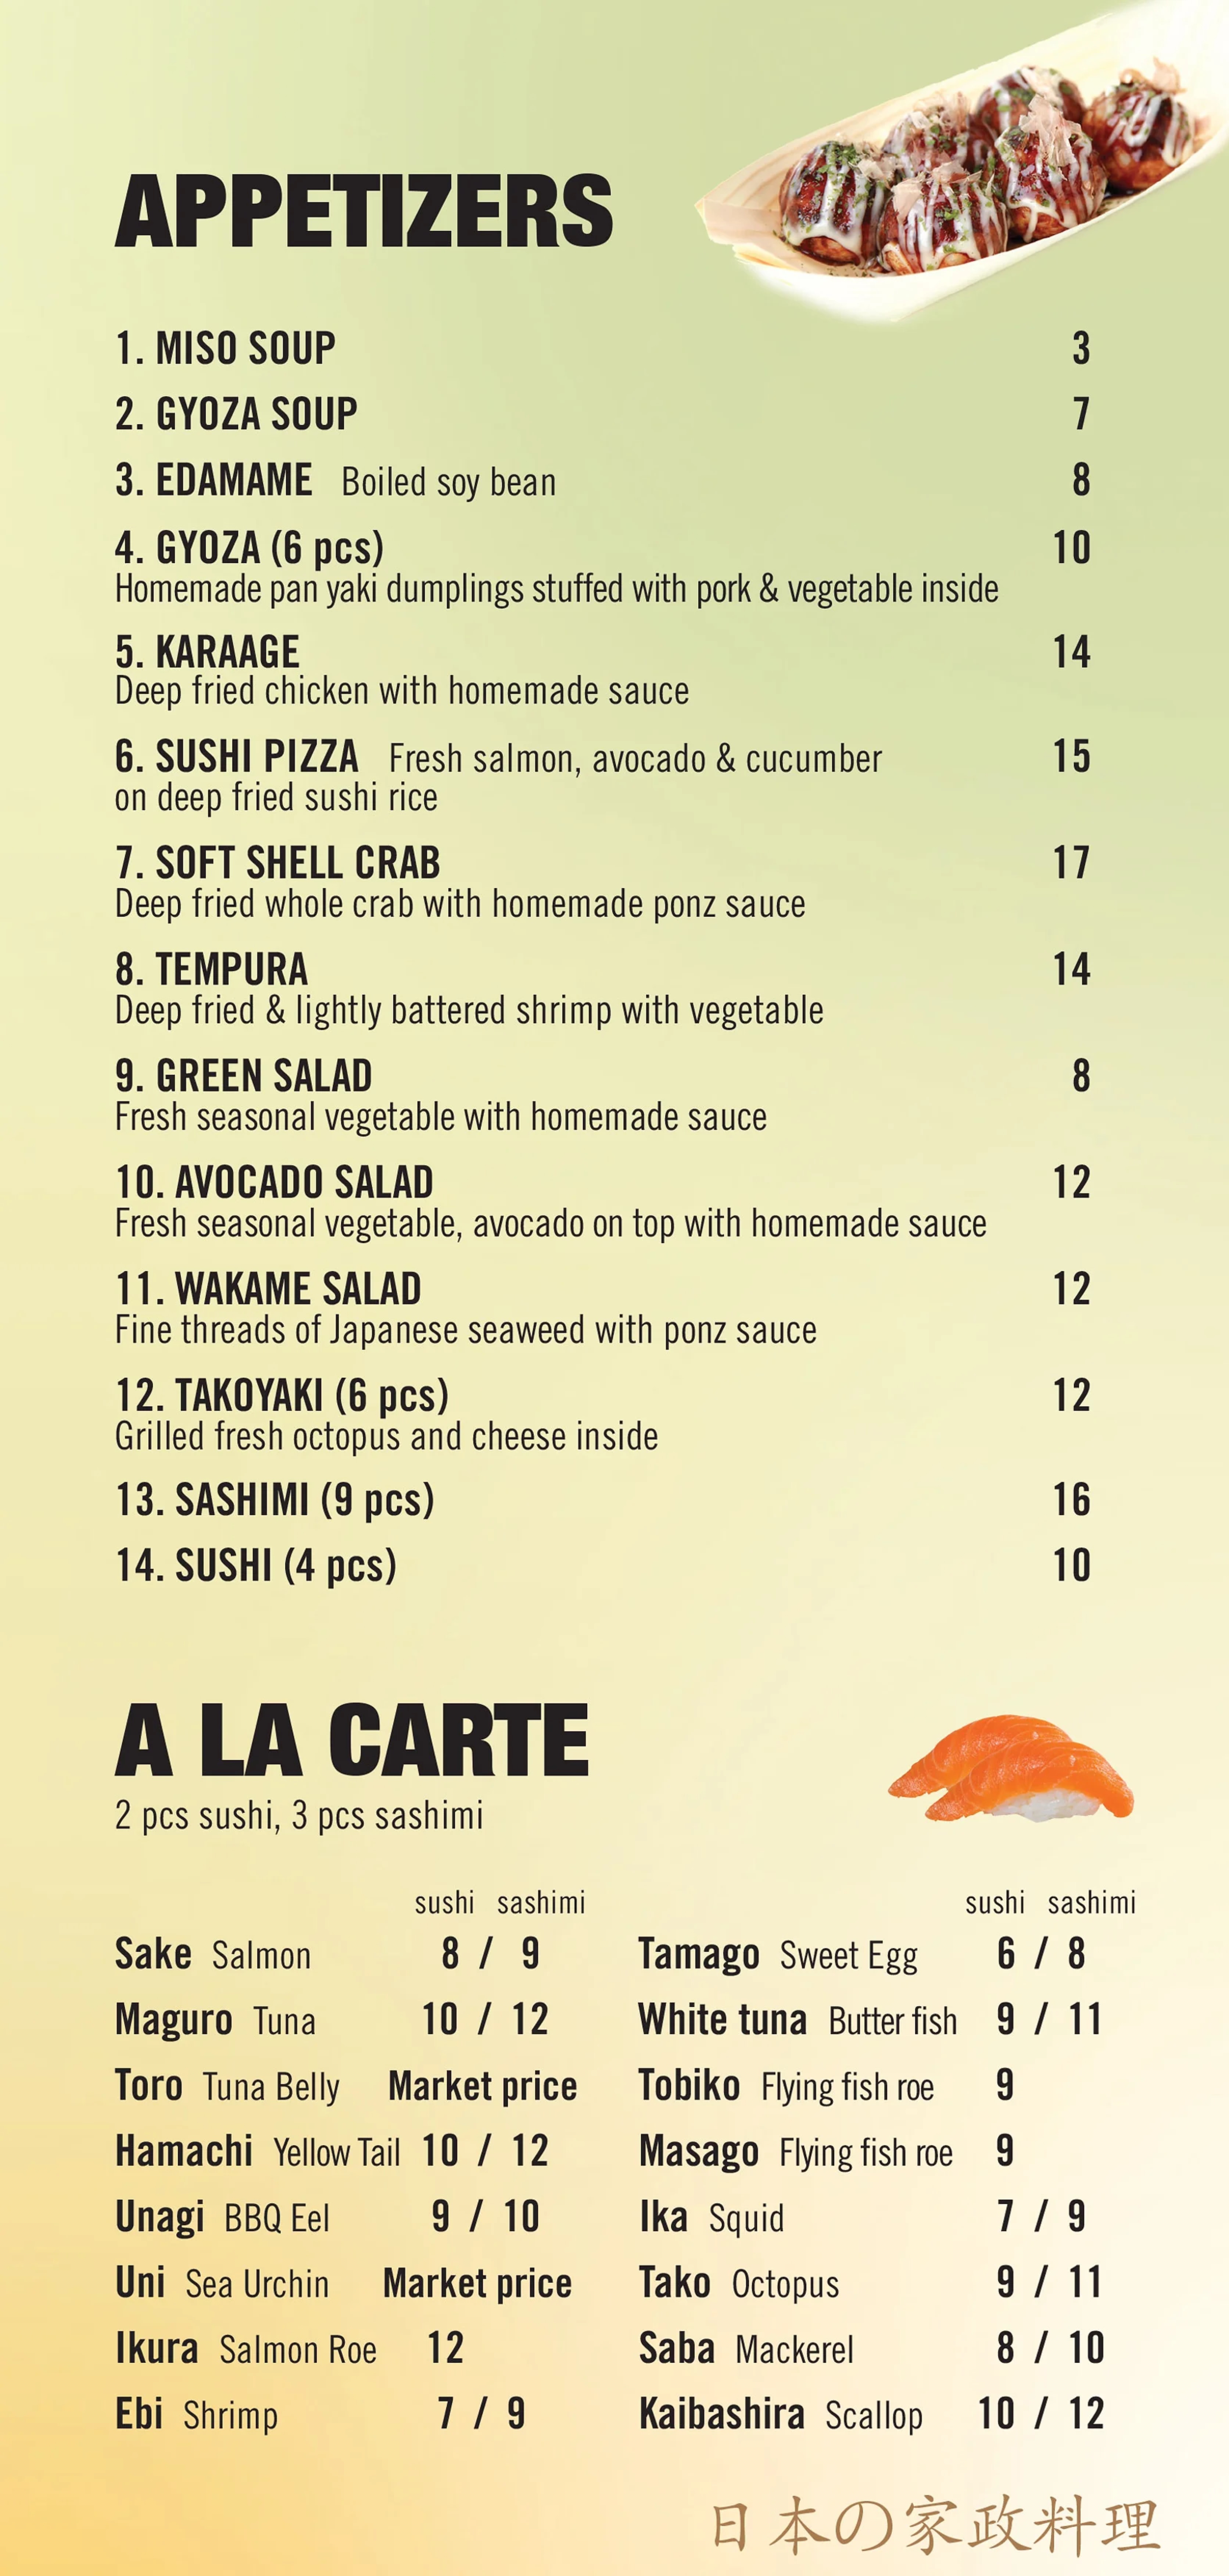 APPETIZERS
1. MISO SOUP 3
2. GYOZA SOUP 7
3. EDAMAME Boiled soy bean 8
4. GYOZA (6 pcs) 10
Homemade pan yaki dumplings stuffed with pork & vegetable inside
5. KARAAGE 14
Deep fried chicken with homemade sauce
6. SUSHI PIZZA Fresh salmon, avocado & cucumber 15
on deep fried sushi rice
7. SOFT SHELL CRAB 17
Deep fried whole crab with homemade ponz sauce
8. TEMPURA 14
Deep fried & lightly battered shrimp with vegetable
9. GREEN SALAD 8
Fresh seasonal vegetable with homemade sauce
10. AVOCADO SALAD 12
Fresh seasonal vegetable, avocado on top with homemade sauce
11. WAKAME SALAD 12
Fine threads of Japanese seaweed with ponz sauce
12. TAKOYAKI (6 pcs) 12
Grilled fresh octopus and cheese inside
13. SASHIMI (9 pcs) 16
14. SUSHI (4 pcs) 10
A LA CARTE
2 pcs sushi, 3 pcs sashimi
sushi sashimi
Sake Salmon 8 / 9
Maguro Tuna 10 / 12
Toro Tuna Belly Market price
Hamachi Yellow Tail 10 / 12
Unagi BBQ Eel 9 / 10
Uni Sea Urchin Market price
Ikura Salmon Roe 12
Ebi Shrimp 7 / 9
sushi sashimi
Tamago Sweet Egg 6 / 8
White tuna Butter fish 9 / 11
Tobiko Flying fish roe 9
Masago Flying fish roe 9
Ika Squid 7 / 9
Tako Octopus 9 / 11
Saba Mackerel 8 / 10
Kaibashira Scallop 10 / 12
日本の家政料理